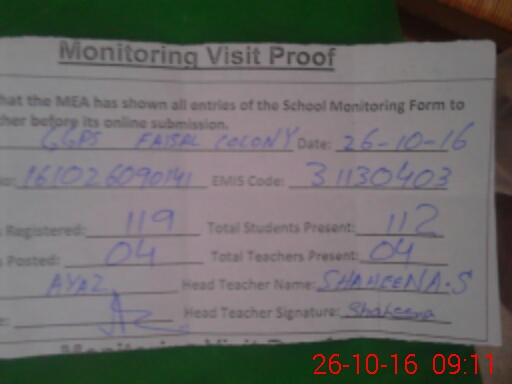 Monitoring Visit Proof
hat the MEA has shown all entries of the School Monitoring Form to
her before its online submission.
GGPS FAISAL COLONY Date: 26-10-16
161026090141 EMIS Code: 31130403
Registered: 119 Total Students Present: 112
Posted: 04 Total Teachers Present: 04
AYAZ Head Teacher Name: SHAHEENA.S
Head Teacher Signature: Shaheena
26-10-16 09:11